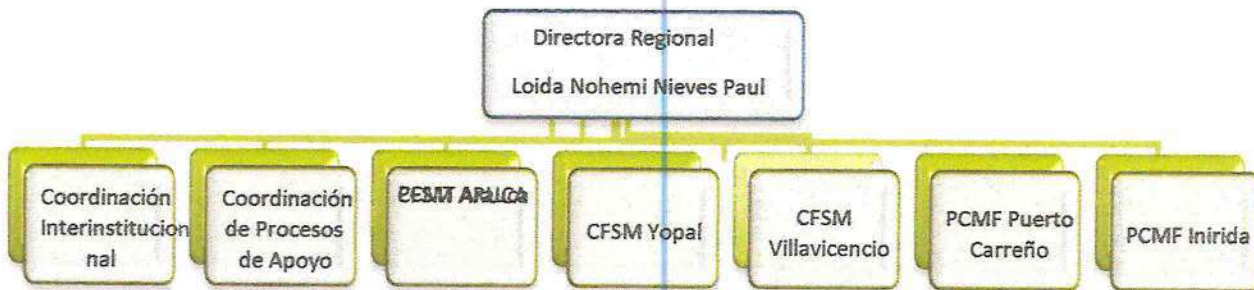 Directora Regional
Loida Nohemi Nieves Paul
Coordinación
Interinstitucion
nal
Coordinación
de Procesos
de Apoyo
CFSM Yopal
CFSM
Villavicencio
PCMF Puerto
Carreño
PCMF Inirida